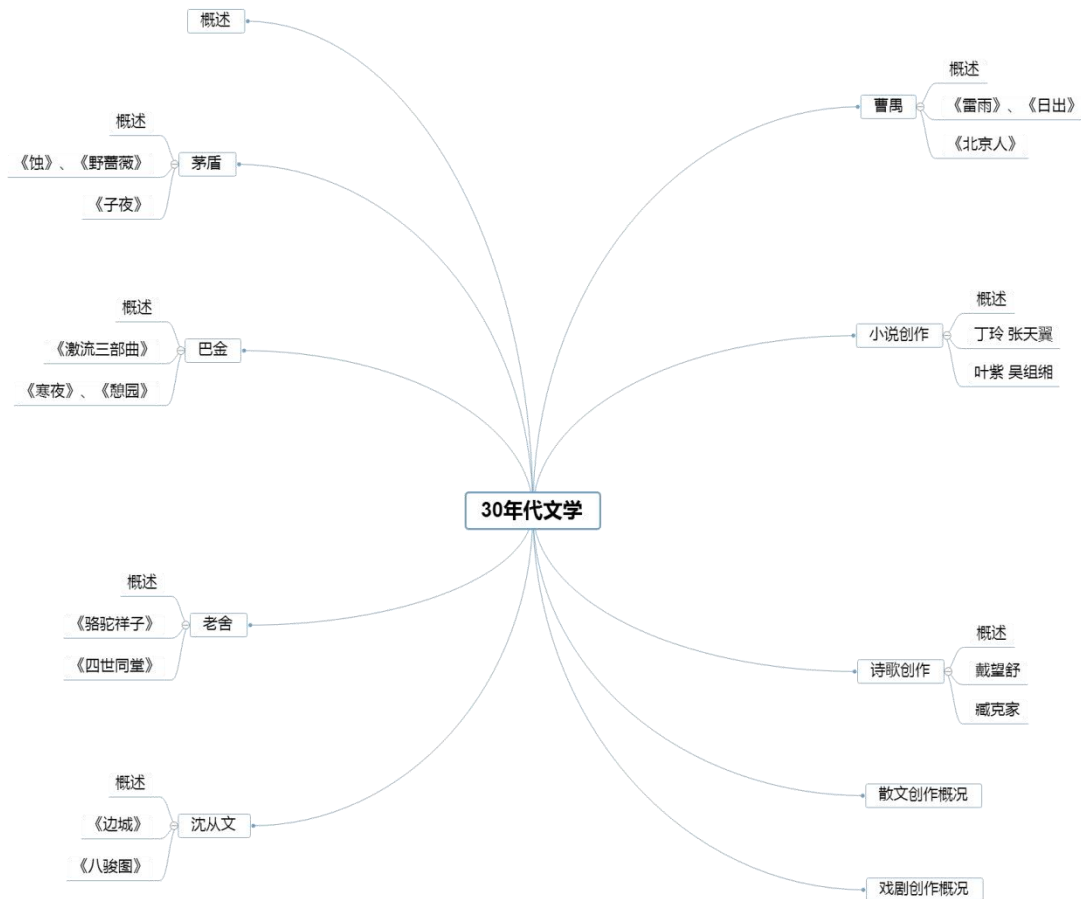 概述
茅盾
概述
《蚀》、《野蔷薇》
《子夜》
巴金
概述
《激流三部曲》
《寒夜》、《憩园》
30年代文学
老舍
概述
《骆驼祥子》
《四世同堂》
沈从文
概述
《边城》
《八骏图》
曹禺
概述
《雷雨》、《日出》
《北京人》
小说创作
概述
丁玲 张天翼
叶紫 吴组缃
诗歌创作
概述
戴望舒
臧克家
散文创作概况
戏剧创作概况